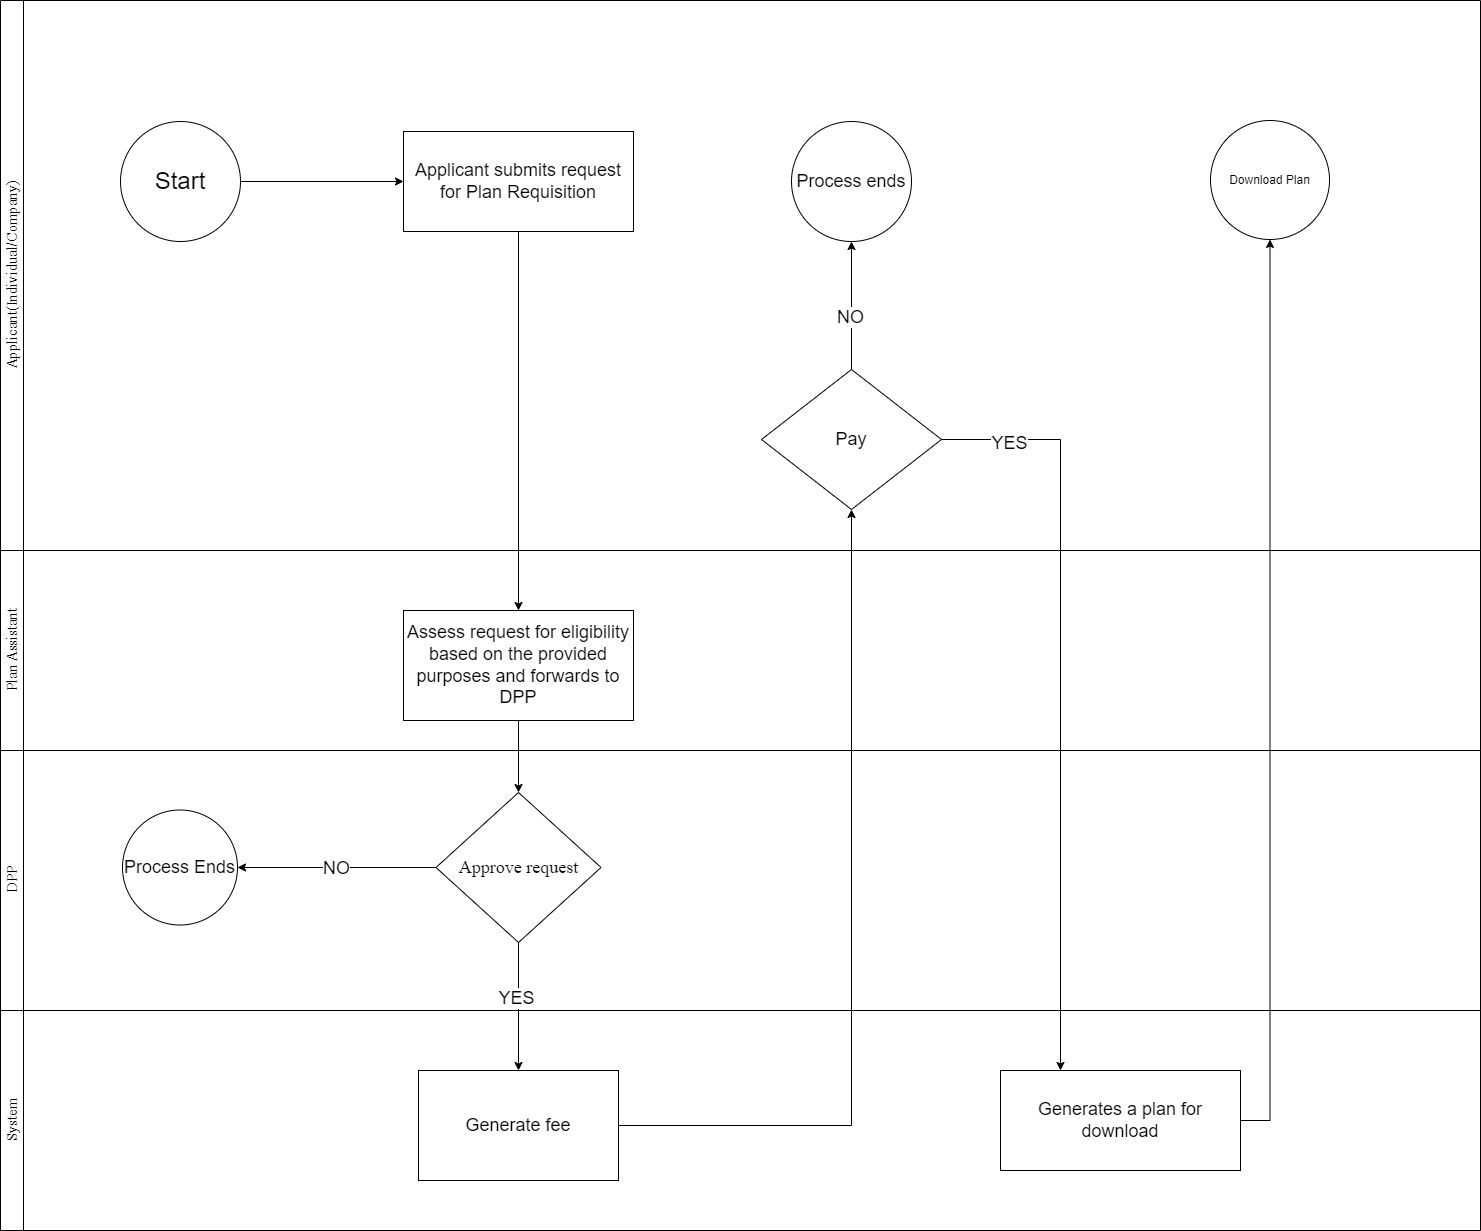 Applicant(Individual/Company)
Start
Applicant submits request
for Plan Requisition
Process ends
Download Plan
NO
Pay
YES
Plan Assistant
Assess request for eligibility
based on the provided
purposes and forwards to
DPP
DPP
Process Ends
NO
Approve request
YES
System
Generate fee
Generates a plan for
download